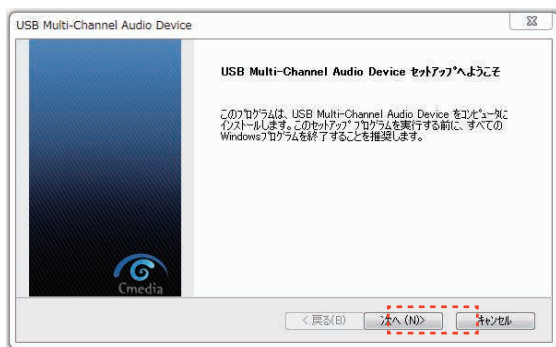 USB Multi-Channel Audio Device
USB Multi-Channel Audio Device ｾｯﾄｱｯﾌﾟへようこそ
このﾌﾟﾛｸﾞﾗﾑは、USB Multi-Channel Audio Device をｺﾝﾋﾟｭｰﾀに
ｲﾝｽﾄｰﾙします。このｾｯﾄｱｯﾌﾟ ﾌﾟﾛｸﾞﾗﾑを実行する前に、すべての
Windowsﾌﾟﾛｸﾞﾗﾑを終了することを推奨します。
Cmedia
< 戻る(B)
次へ (N)>
ｷｬﾝｾﾙ